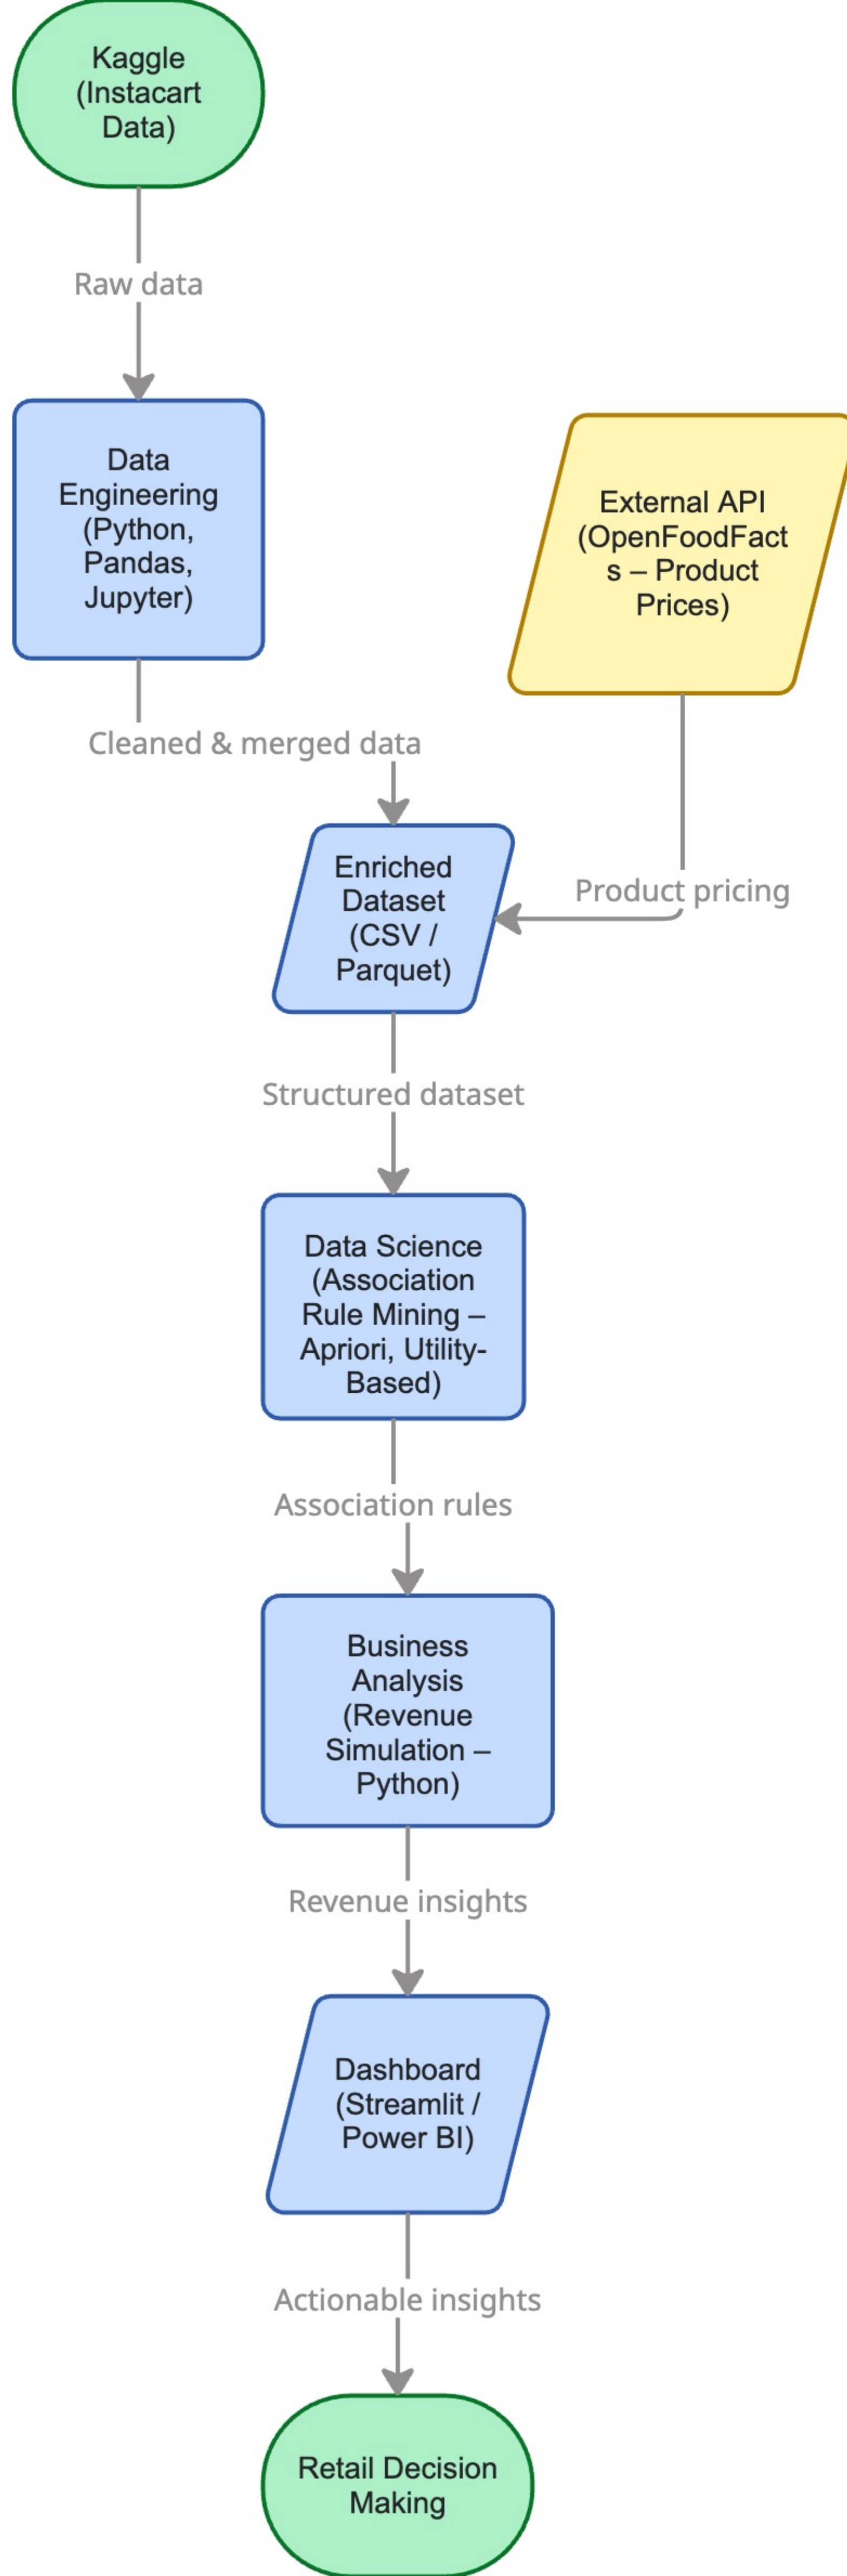 Kaggle
(Instacart
Data)
Raw data
Data
Engineering
(Python,
Pandas,
Jupyter)
External API
(OpenFoodFact
s – Product
Prices)
Cleaned & merged data
Enriched
Dataset
(CSV /
Parquet)
Product pricing
Structured dataset
Data Science
(Association
Rule Mining –
Apriori, Utility-
Based)
Association rules
Business
Analysis
(Revenue
Simulation –
Python)
Revenue insights
Dashboard
(Streamlit /
Power BI)
Actionable insights
Retail Decision
Making